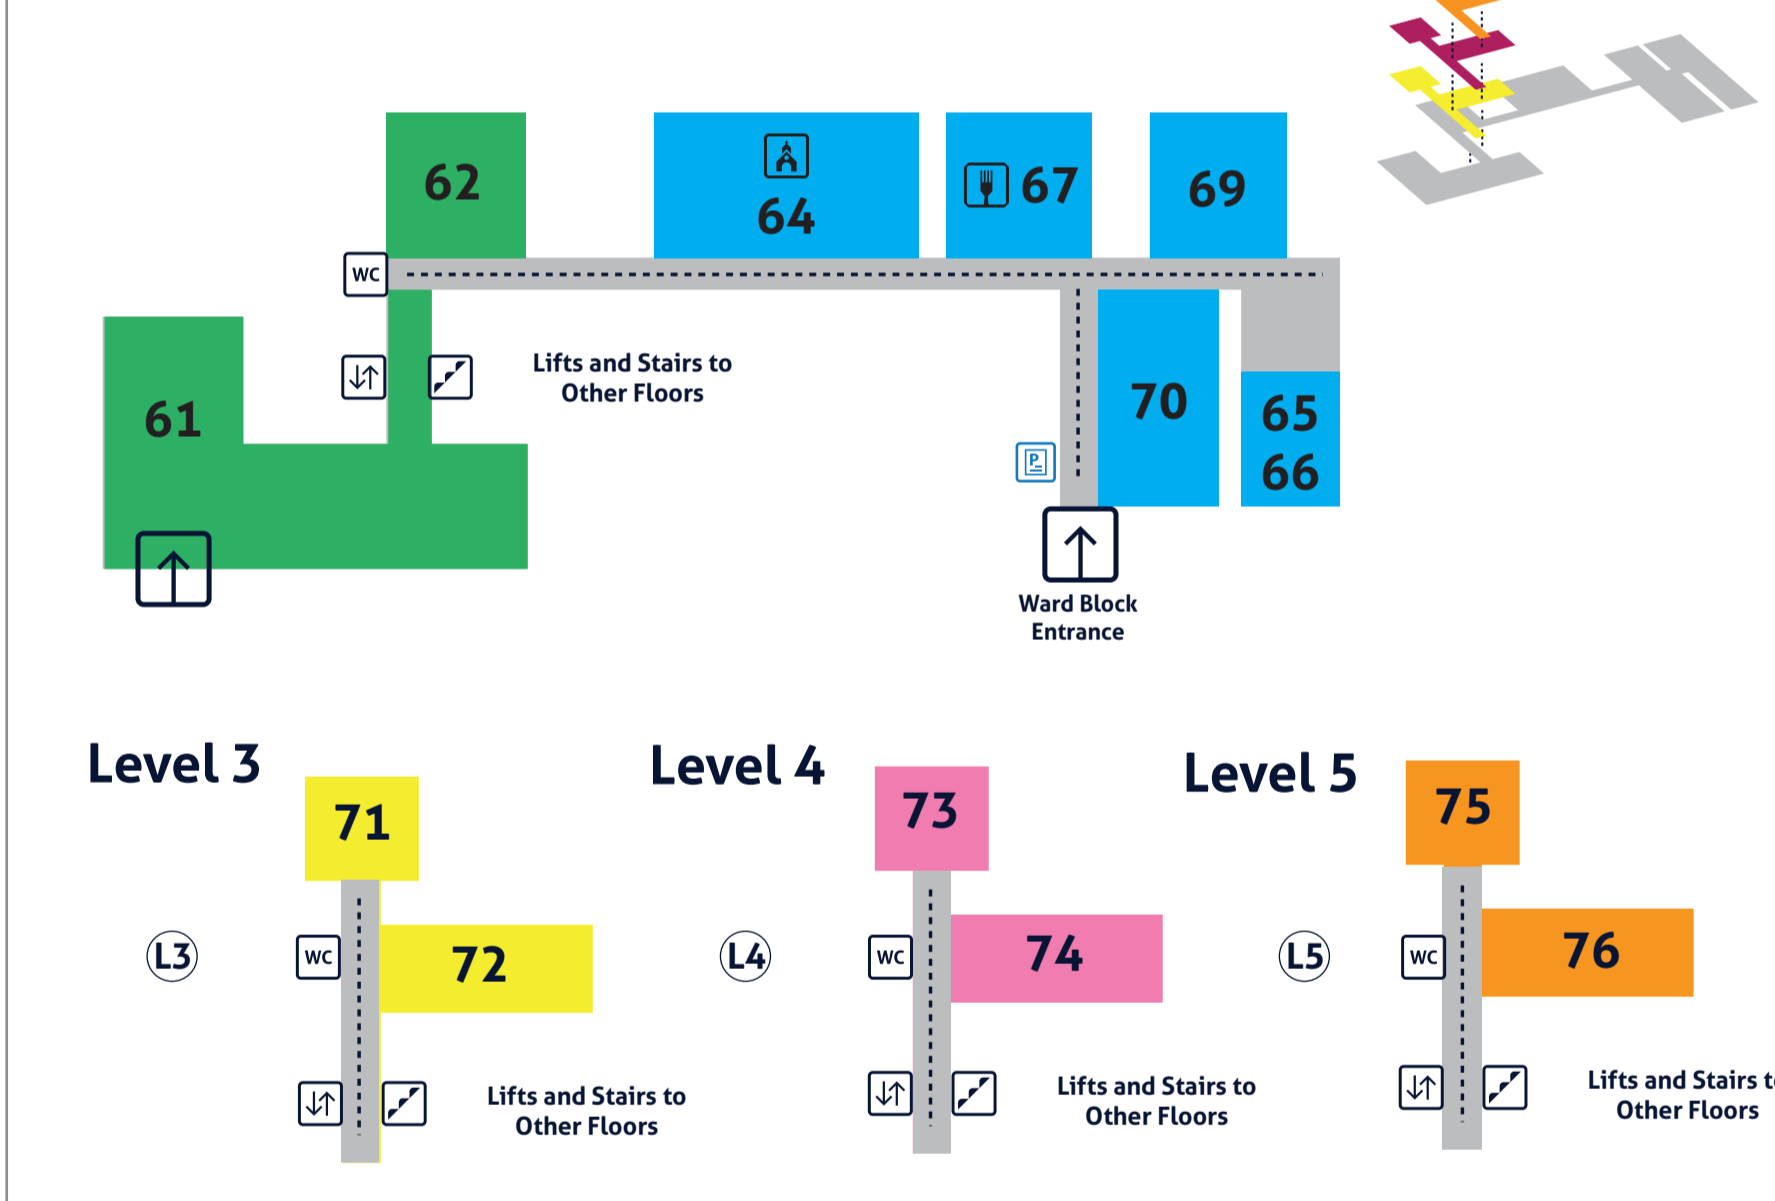 62
64
67
69
WC
61
Lifts and Stairs to
Other Floors
70
65
66
P
Ward Block
Entrance
Level 3
71
L3
WC
72
Lifts and Stairs to
Other Floors
Level 4
73
L4
WC
74
Lifts and Stairs to
Other Floors
Level 5
75
L5
WC
76
Lifts and Stairs t
Other Floors